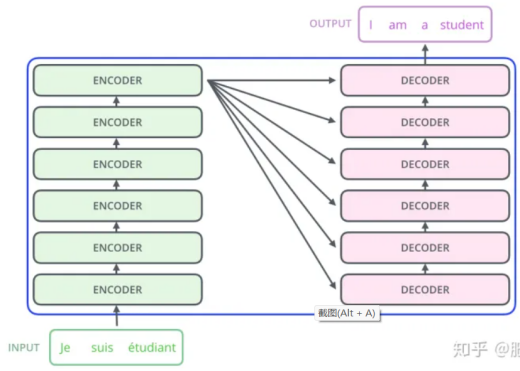 OUTPUT I am a student
ENCODER DECODER
ENCODER DECODER
ENCODER DECODER
ENCODER DECODER
ENCODER DECODER
ENCODER DECODER
截图(Alt + A)
INPUT Je suis étudiant
知乎 @